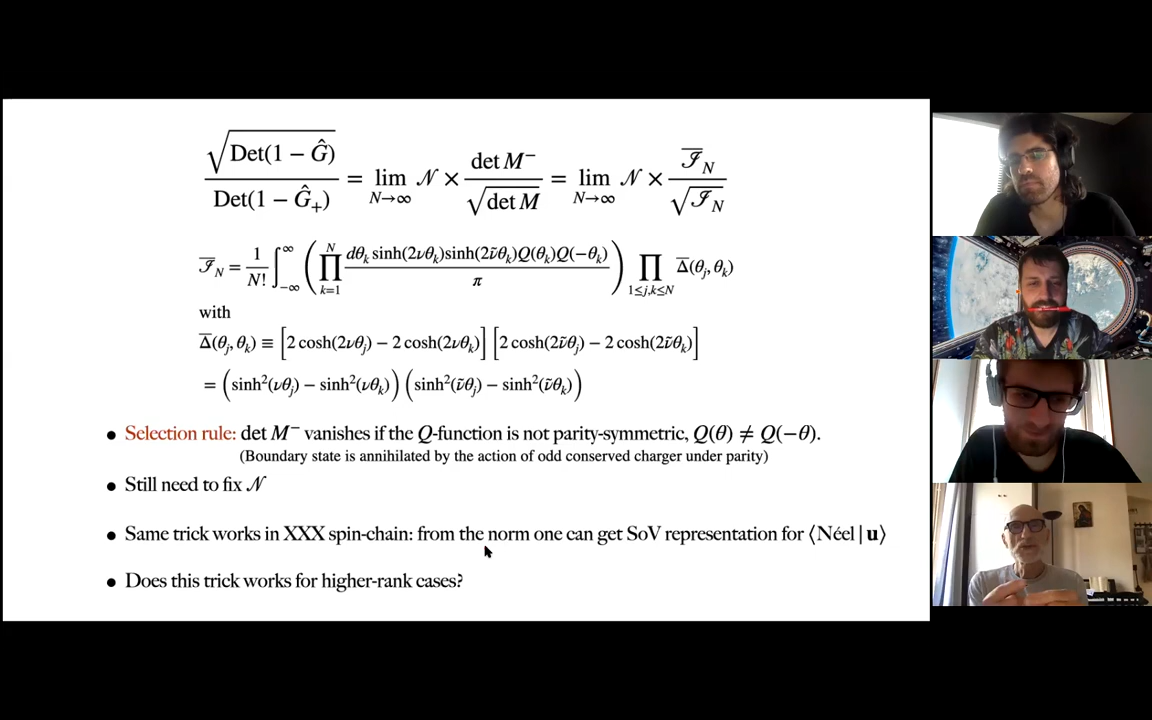 √Det(1 − Ĝ) / Det(1 − Ĝ₊) = lim_{N→∞} 𝒩 × det M⁻ / √det M = lim_{N→∞} 𝒩 × ℐ̅_N / √ℐ_N
ℐ̅_N = 1/N! ∫_{−∞}^{∞} ( ∏_{k=1}^{N} dθ_k sinh(2νθ_k)sinh(2ν̃θ_k)Q(θ_k)Q(−θ_k) / π ) ∏_{1≤j,k≤N} Δ̅(θ_j, θ_k)
with
Δ̅(θ_j, θ_k) ≡ [2 cosh(2νθ_j) − 2 cosh(2νθ_k)] [2 cosh(2ν̃θ_j) − 2 cosh(2ν̃θ_k)]
= (sinh²(νθ_j) − sinh²(νθ_k)) (sinh²(ν̃θ_j) − sinh²(ν̃θ_k))
• Selection rule: det M⁻ vanishes if the Q-function is not parity-symmetric, Q(θ) ≠ Q(−θ).
(Boundary state is annihilated by the action of odd conserved charger under parity)
• Still need to fix 𝒩
• Same trick works in XXX spin-chain: from the norm one can get SoV representation for ⟨Néel|u⟩
• Does this trick works for higher-rank cases?